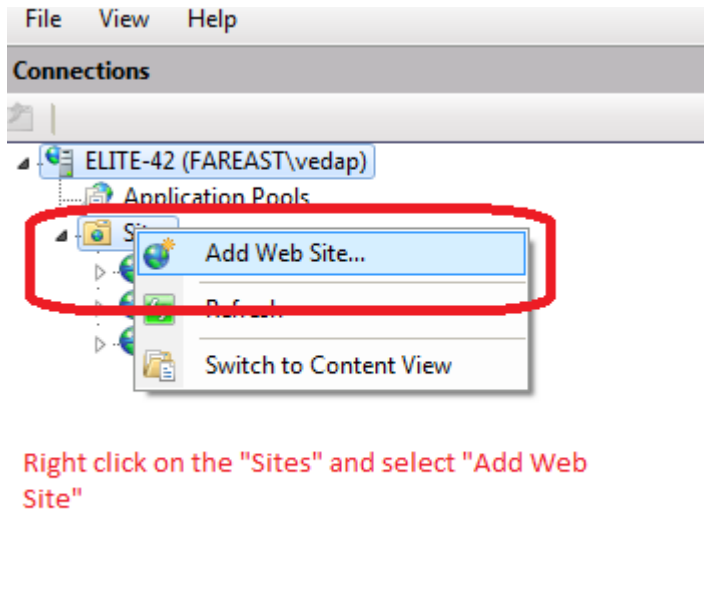 File View Help
Connections
ELITE-42 (FAREAST\vedap)
Application Pools
Add Web Site...
Refresh
Switch to Content View
Right click on the "Sites" and select "Add Web
Site"